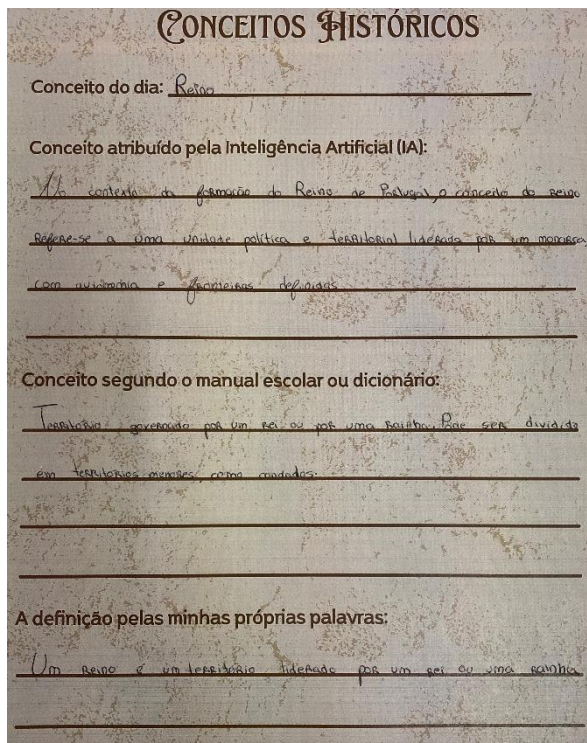 CONCEITOS HISTÓRICOS
Conceito do dia: Reino
Conceito atribuído pela Inteligência Artificial (IA):
No contexto da formação do Reino de Portugal, o conceito do reino
refere-se a uma unidade política e territorial liderada por um monarca,
com autonomia e fronteiras definidas
Conceito segundo o manual escolar ou dicionário:
Território governado por um rei ou por uma rainha. Pode ser dividido
em territórios menores, como condados.
A definição pelas minhas próprias palavras:
Um reino é um território liderado por um rei ou uma rainha